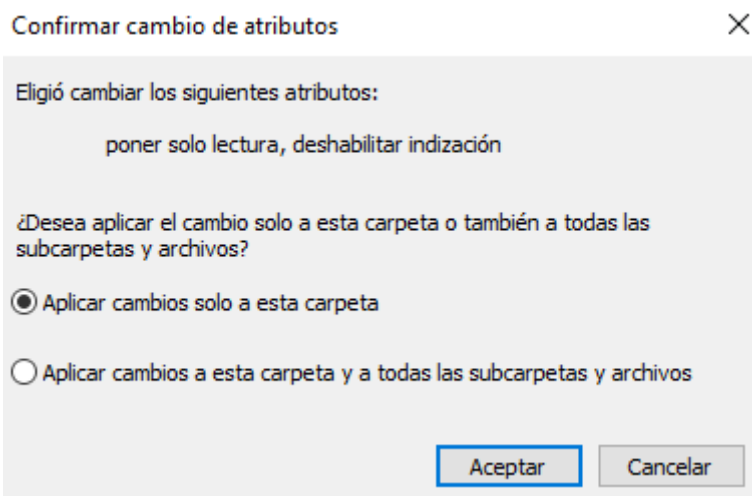 Confirmar cambio de atributos
Eligió cambiar los siguientes atributos:
poner solo lectura, deshabilitar indización
¿Desea aplicar el cambio solo a esta carpeta o también a todas las
subcarpetas y archivos?
Aplicar cambios solo a esta carpeta
Aplicar cambios a esta carpeta y a todas las subcarpetas y archivos
Aceptar
Cancelar